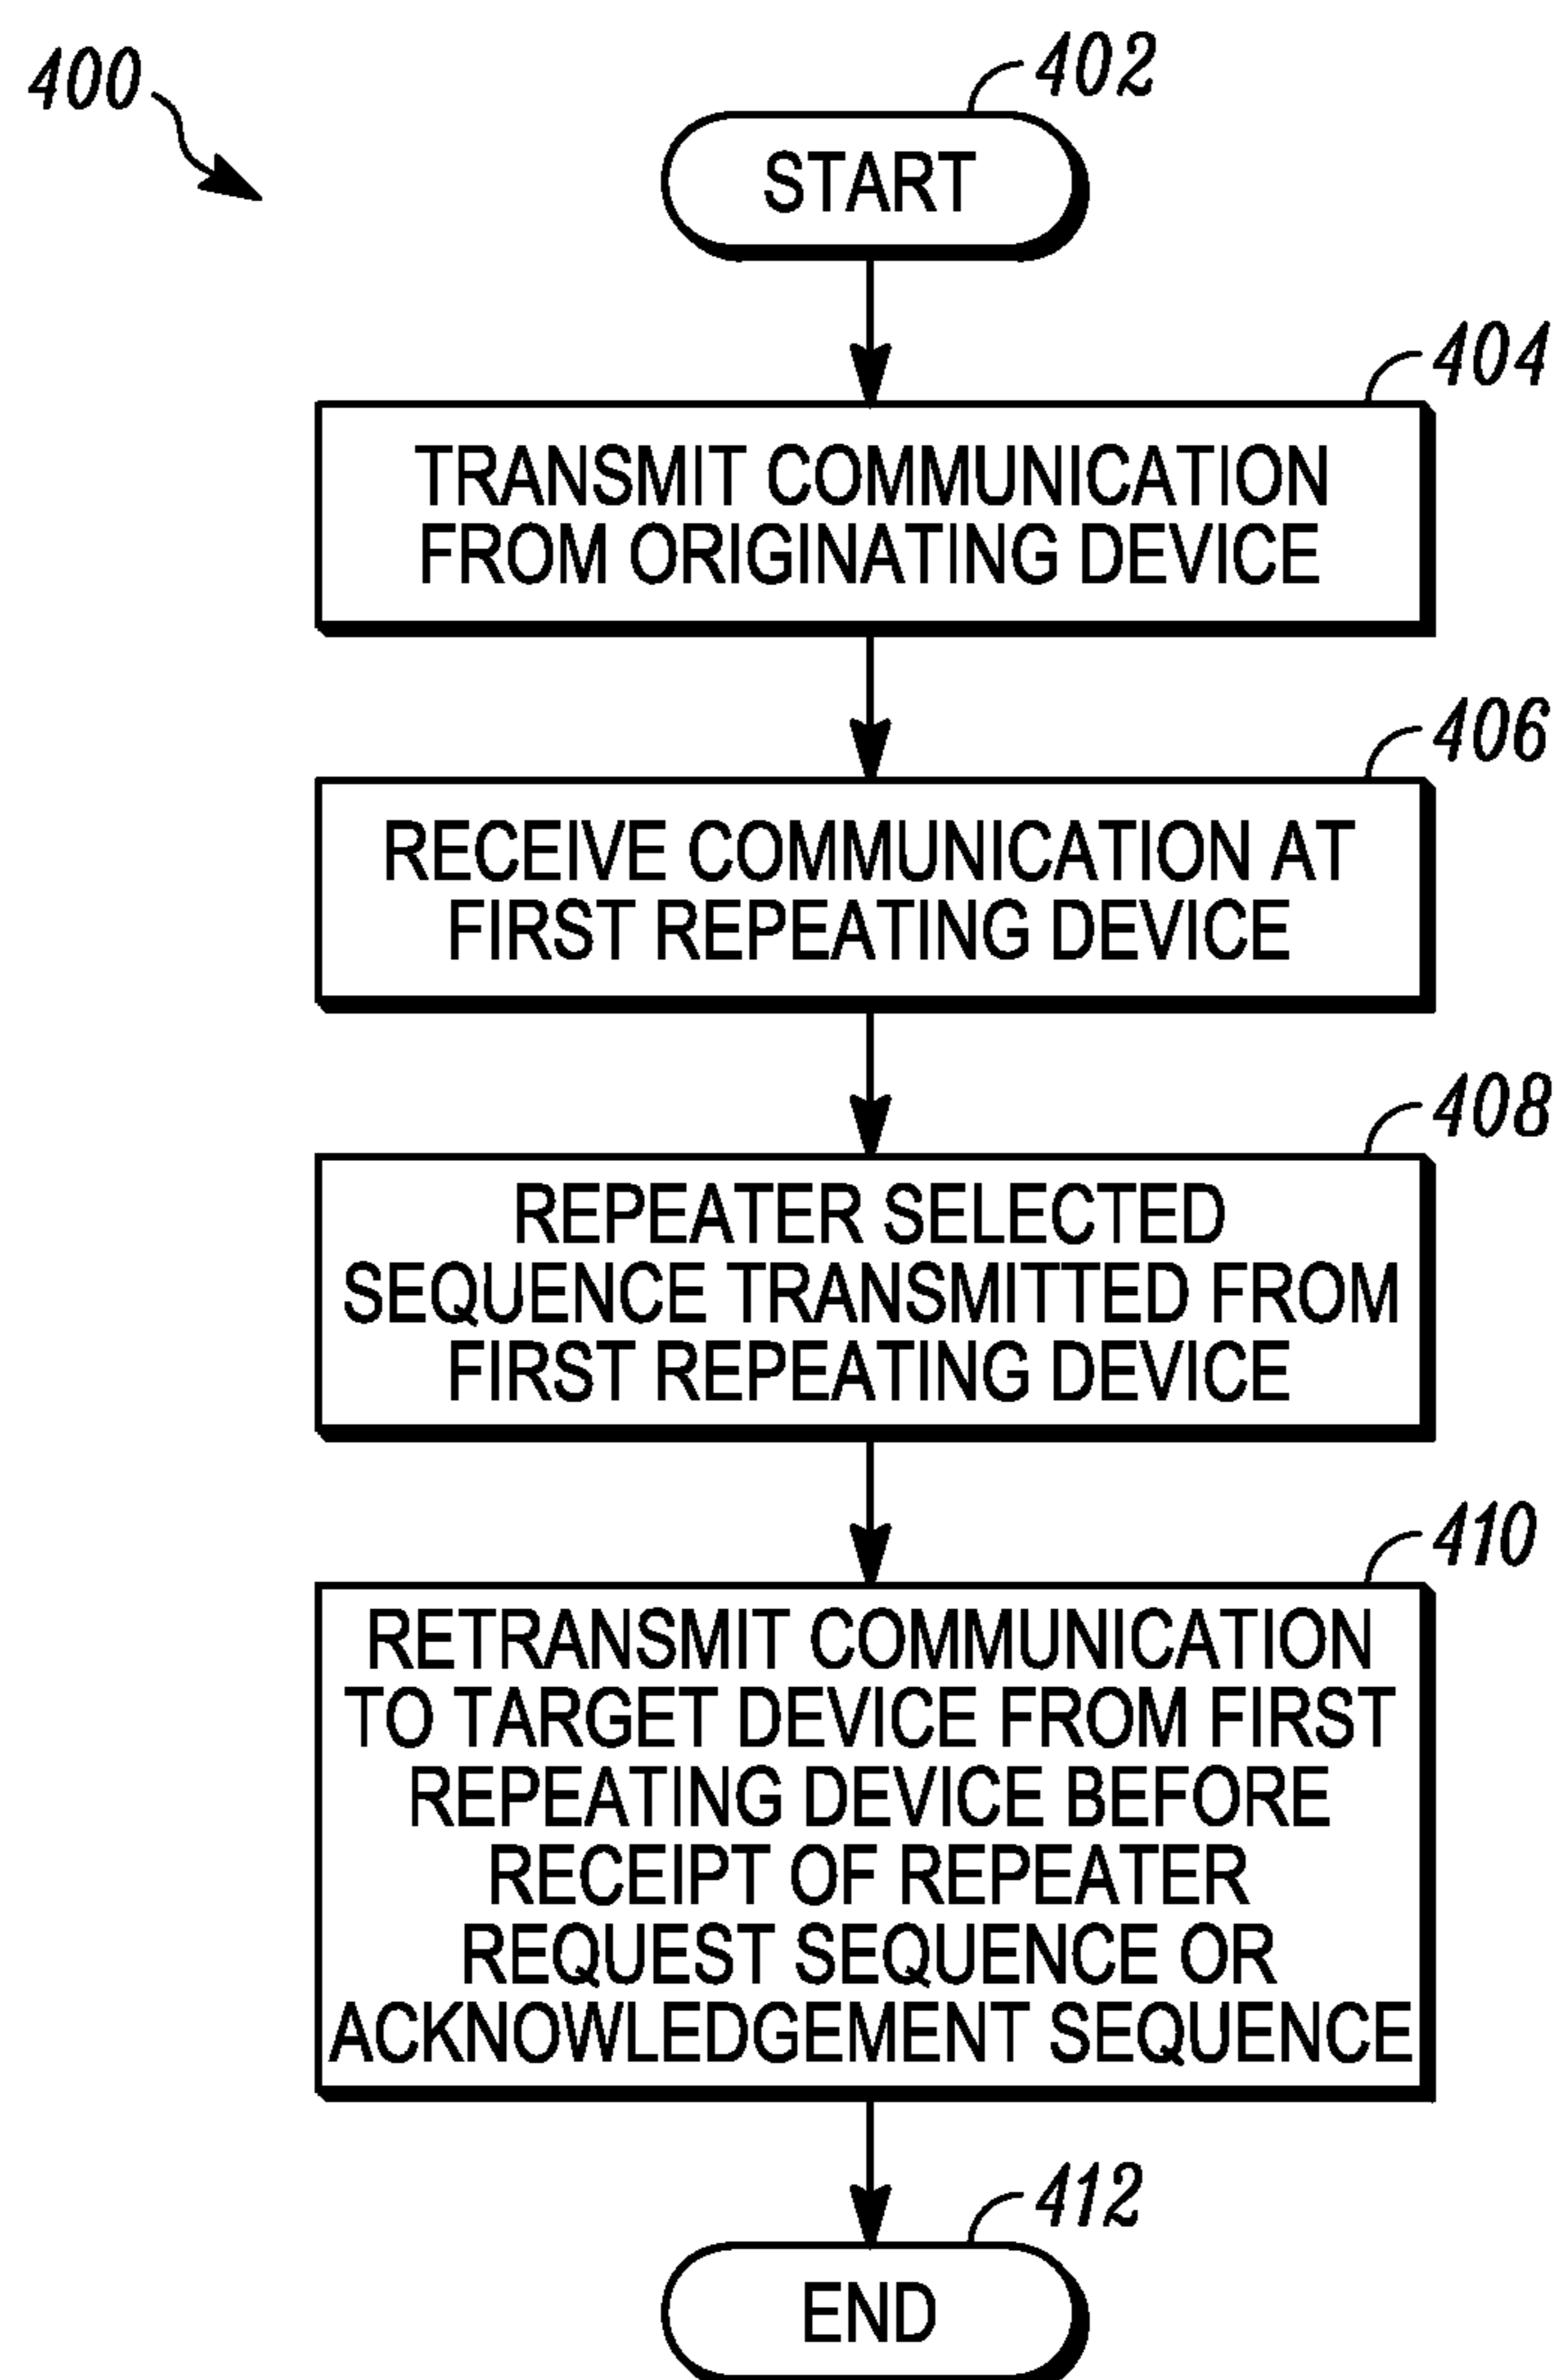 400
402
START
404
TRANSMIT COMMUNICATION
FROM ORIGINATING DEVICE
406
RECEIVE COMMUNICATION AT
FIRST REPEATING DEVICE
408
REPEATER SELECTED
SEQUENCE TRANSMITTED FROM
FIRST REPEATING DEVICE
410
RETRANSMIT COMMUNICATION
TO TARGET DEVICE FROM FIRST
REPEATING DEVICE BEFORE
RECEIPT OF REPEATER
REQUEST SEQUENCE OR
ACKNOWLEDGEMENT SEQUENCE
412
END